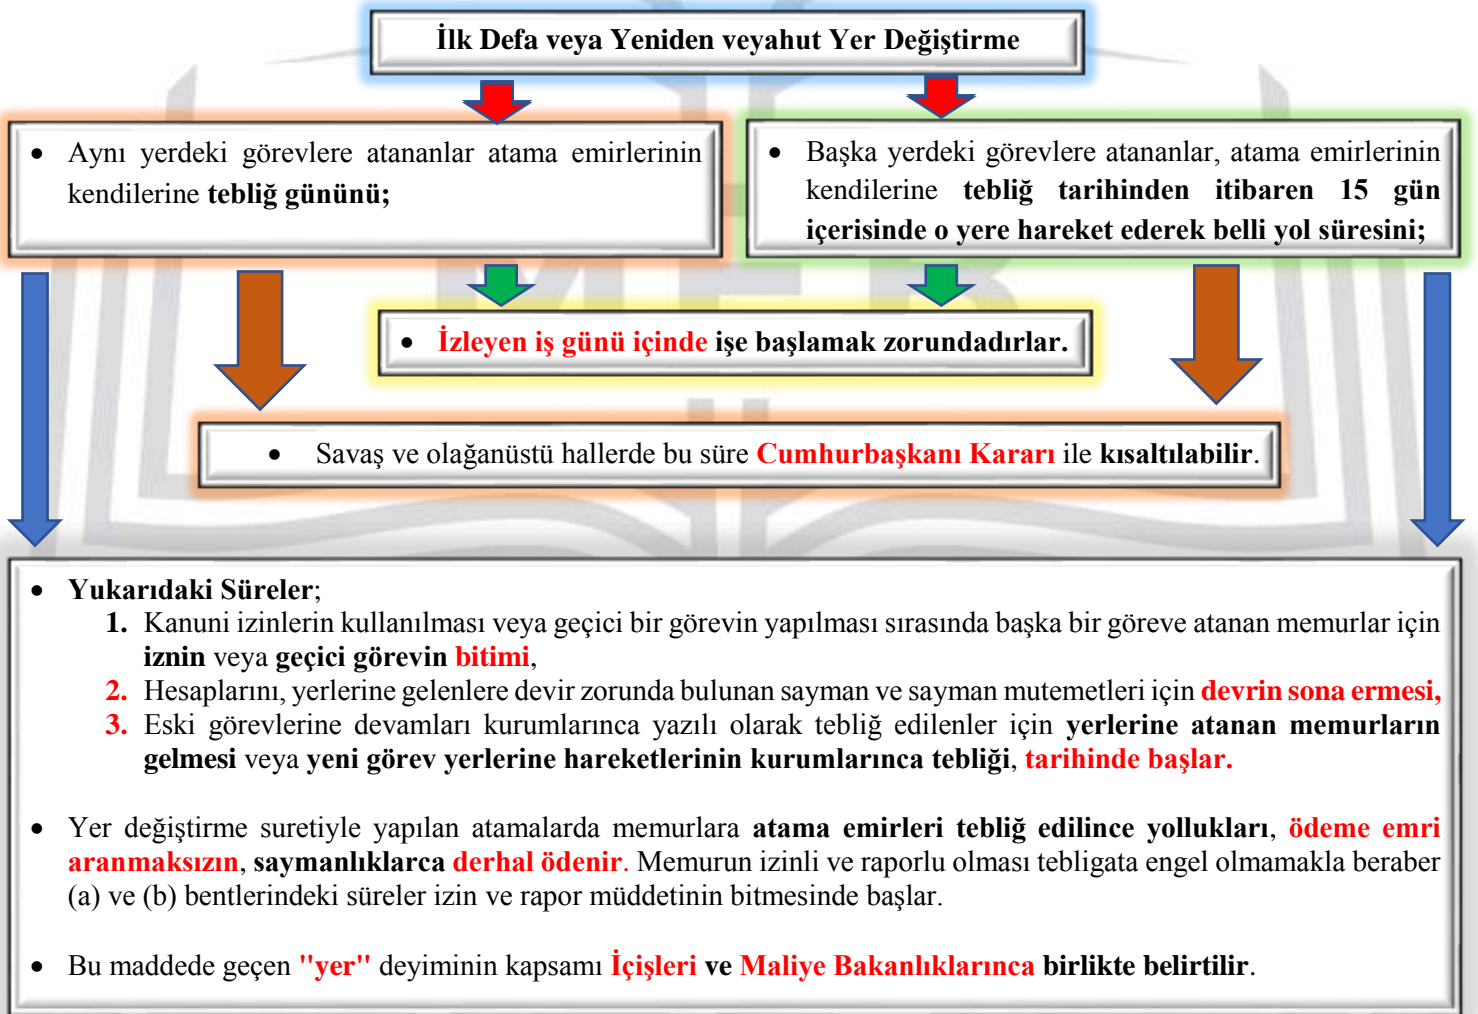 İlk Defa veya Yeniden veyahut Yer Değiştirme
• Aynı yerdeki görevlere atananlar atama emirlerinin
kendilerine tebliğ gününü;
• Başka yerdeki görevlere atananlar, atama emirlerinin
kendilerine tebliğ tarihinden itibaren 15 gün
içerisinde o yere hareket ederek belli yol süresini;
• İzleyen iş günü içinde işe başlamak zorundadırlar.
• Savaş ve olağanüstü hallerde bu süre Cumhurbaşkanı Kararı ile kısaltılabilir.
• Yukarıdaki Süreler;
1. Kanuni izinlerin kullanılması veya geçici bir görevin yapılması sırasında başka bir göreve atanan memurlar için
iznin veya geçici görevin bitimi,
2. Hesaplarını, yerlerine gelenlere devir zorunda bulunan sayman ve sayman mutemetleri için devrin sona ermesi,
3. Eski görevlerine devamları kurumlarınca yazılı olarak tebliğ edilenler için yerlerine atanan memurların
gelmesi veya yeni görev yerlerine hareketlerinin kurumlarınca tebliği, tarihinde başlar.
• Yer değiştirme suretiyle yapılan atamalarda memurlara atama emirleri tebliğ edilince yollukları, ödeme emri
aranmaksızın, saymanlıklarca derhal ödenir. Memurun izinli ve raporlu olması tebligata engel olmamakla beraber
(a) ve (b) bentlerindeki süreler izin ve rapor müddetinin bitmesinde başlar.
• Bu maddede geçen "yer" deyiminin kapsamı İçişleri ve Maliye Bakanlıklarınca birlikte belirtilir.